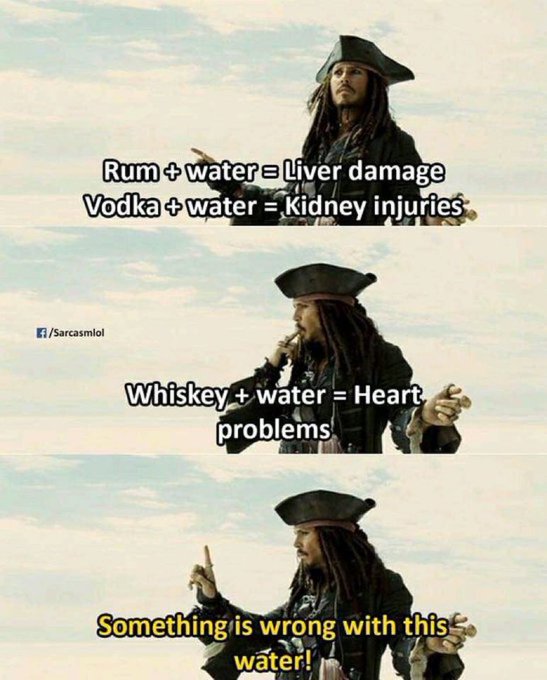 Rum + water = Liver damage
Vodka + water = Kidney injuries
f/Sarcasmlol
Whiskey + water = Heart
problems
Something is wrong with this
water!